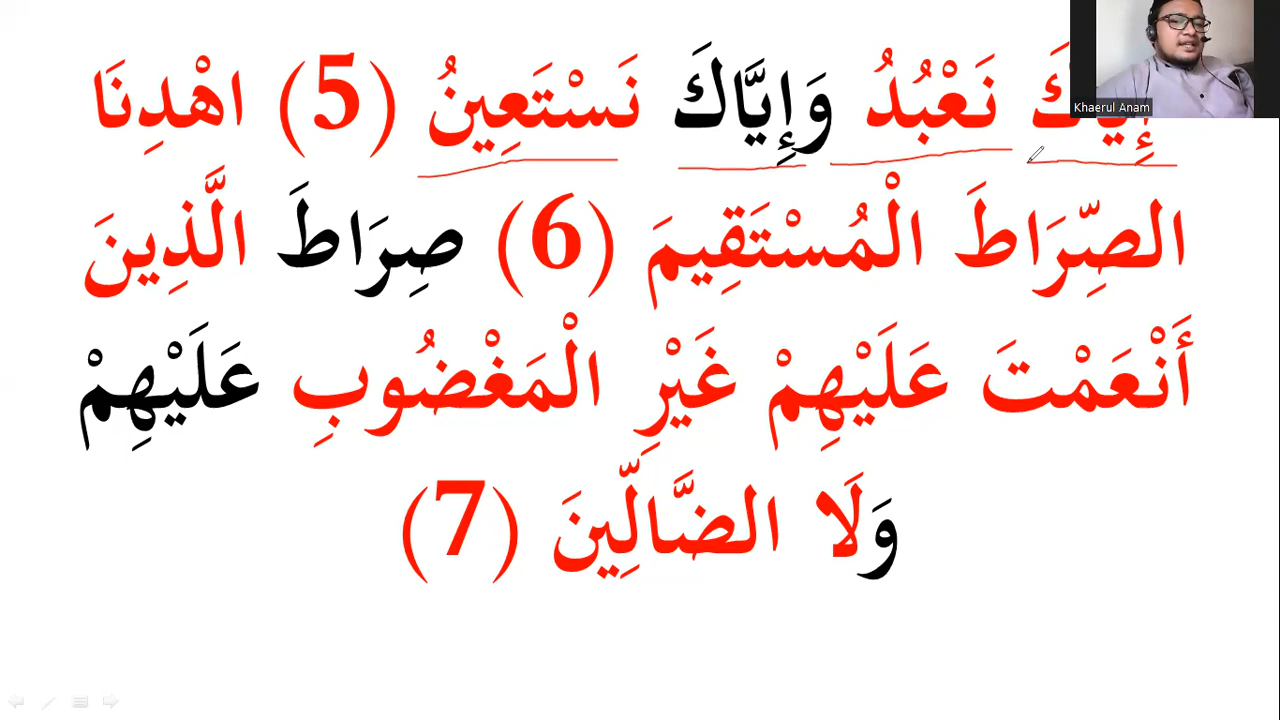 إِيَّاكَ نَعْبُدُ وَإِيَّاكَ نَسْتَعِينُ (5) اهْدِنَا
الصِّرَاطَ الْمُسْتَقِيمَ (6) صِرَاطَ الَّذِينَ
أَنْعَمْتَ عَلَيْهِمْ غَيْرِ الْمَغْضُوبِ عَلَيْهِمْ
وَلَا الضَّالِّينَ (7)
Khaerul Anam